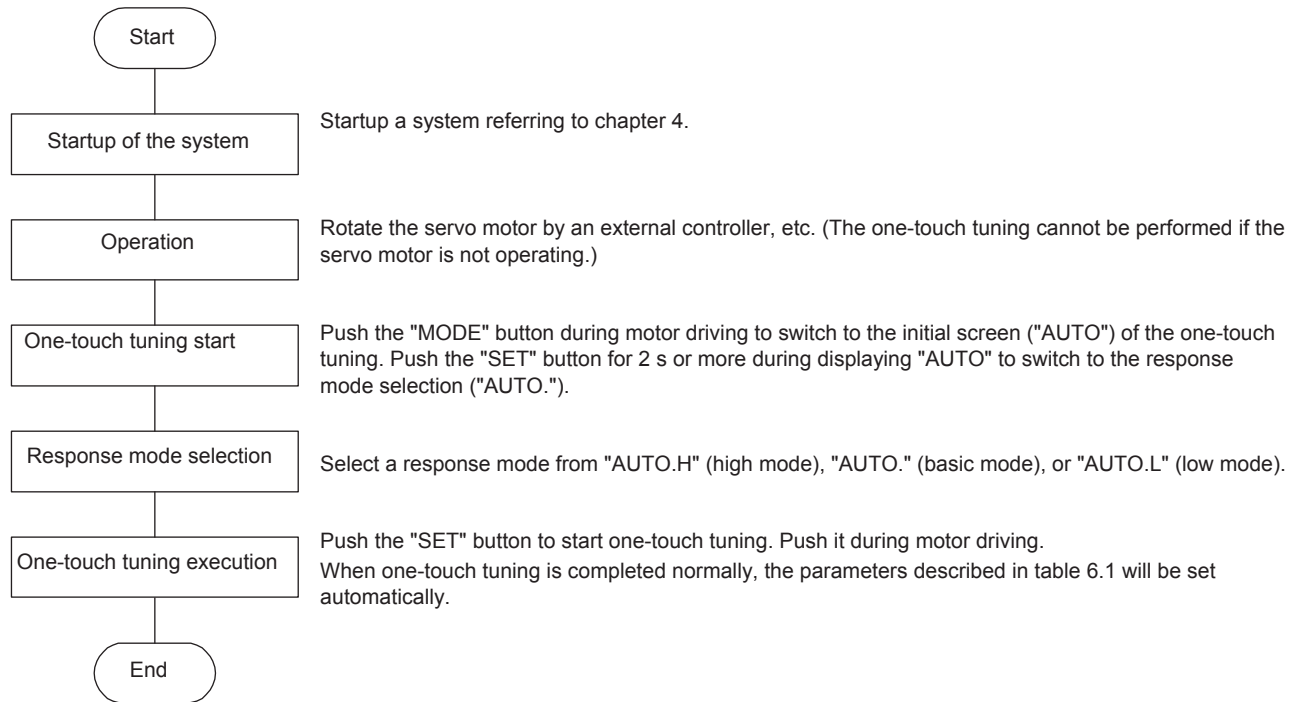 Start
Startup of the system
Startup a system referring to chapter 4.
Operation
Rotate the servo motor by an external controller, etc. (The one-touch tuning cannot be performed if the
servo motor is not operating.)
One-touch tuning start
Push the "MODE" button during motor driving to switch to the initial screen ("AUTO") of the one-touch
tuning. Push the "SET" button for 2 s or more during displaying "AUTO" to switch to the response
mode selection ("AUTO.").
Response mode selection
Select a response mode from "AUTO.H" (high mode), "AUTO." (basic mode), or "AUTO.L" (low mode).
One-touch tuning execution
Push the "SET" button to start one-touch tuning. Push it during motor driving.
When one-touch tuning is completed normally, the parameters described in table 6.1 will be set
automatically.
End